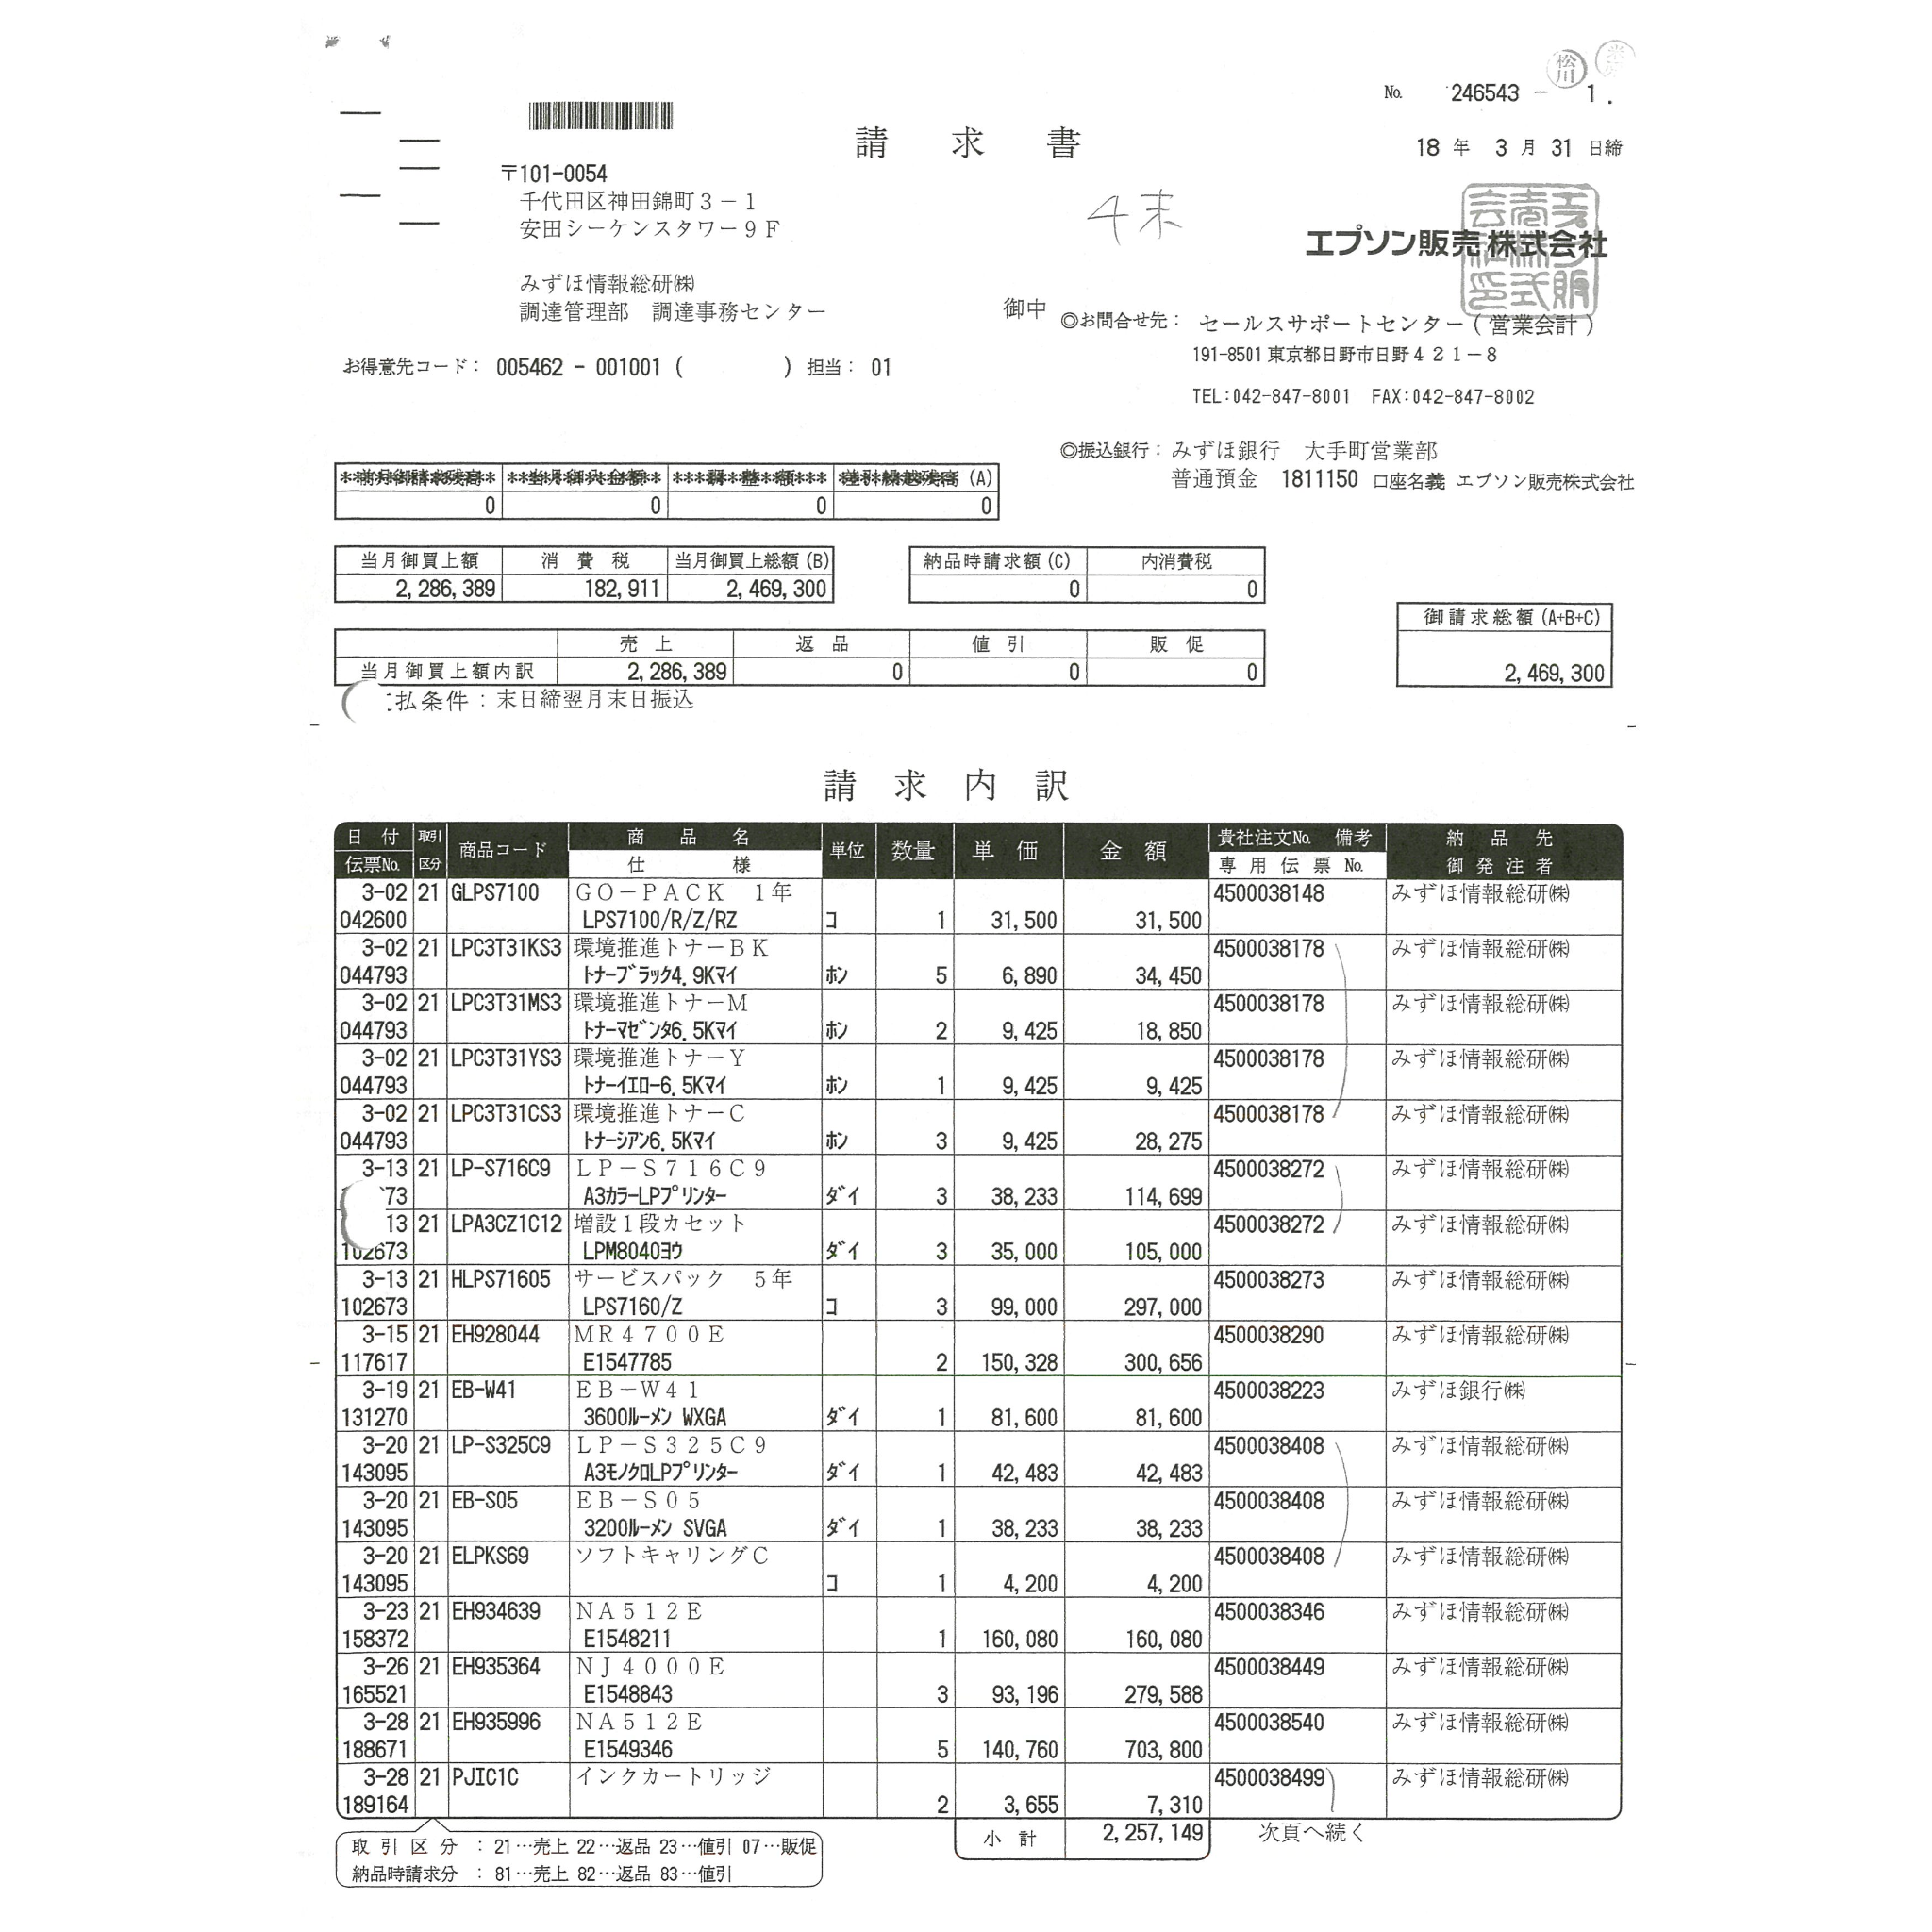 松川
No. 246543 - 1.
請求書
18 年 3 月 31 日締
〒101-0054
千代田区神田錦町３－１
安田シーケンスタワー９Ｆ
4末
エプソン販売株式会社
みずほ情報総研㈱
調達管理部 調達事務センター
御中
◎お問合せ先： セールスサポートセンター(営業会計)
191-8501 東京都日野市日野４２１－８
TEL:042-847-8001 FAX:042-847-8002
お得意先コード： 005462 - 001001 ( ) 担当： 01
◎振込銀行：みずほ銀行 大手町営業部
普通預金 1811150 口座名義 エプソン販売株式会社
(A)
0 0 0 0
当月御買上額 消費税 当月御買上総額(B) 納品時請求額(C) 内消費税
2,286,389 182,911 2,469,300 0 0
御請求総額(A+B+C)
2,469,300
売上 返品 値引 販促
当月御買上額内訳 2,286,389 0 0 0
払条件：末日締翌月末日振込
請求内訳
日付 取引区分 商品コード 商品名 単位 数量 単価 金額 貴社注文No. 備考 納品先
伝票No. 仕様 専用伝票No. 御発注者
3-02 21 GLPS7100 ＧＯ－ＰＡＣＫ １年 4500038148 みずほ情報総研㈱
042600 LPS7100/R/Z/RZ ｺ 1 31,500 31,500
3-02 21 LPC3T31KS3 環境推進トナーＢＫ 4500038178 みずほ情報総研㈱
044793 ﾄﾅｰﾌﾞﾗｯｸ4.9Kﾏｲ ﾎﾝ 5 6,890 34,450
3-02 21 LPC3T31MS3 環境推進トナーＭ 4500038178 みずほ情報総研㈱
044793 ﾄﾅｰﾏｾﾞﾝﾀ6.5Kﾏｲ ﾎﾝ 2 9,425 18,850
3-02 21 LPC3T31YS3 環境推進トナーＹ 4500038178 みずほ情報総研㈱
044793 ﾄﾅｰｲｴﾛｰ6.5Kﾏｲ ﾎﾝ 1 9,425 9,425
3-02 21 LPC3T31CS3 環境推進トナーＣ 4500038178 みずほ情報総研㈱
044793 ﾄﾅｰｼｱﾝ6.5Kﾏｲ ﾎﾝ 3 9,425 28,275
3-13 21 LP-S716C9 ＬＰ－Ｓ７１６Ｃ９ 4500038272 みずほ情報総研㈱
73 A3ｶﾗｰLPﾌﾟﾘﾝﾀｰ ﾀﾞｲ 3 38,233 114,699
13 21 LPA3CZ1C12 増設１段カセット 4500038272 みずほ情報総研㈱
102673 LPM8040ﾖｳ ﾀﾞｲ 3 35,000 105,000
3-13 21 HLPS71605 サービスパック ５年 4500038273 みずほ情報総研㈱
102673 LPS7160/Z ｺ 3 99,000 297,000
3-15 21 EH928044 ＭＲ４７００Ｅ 4500038290 みずほ情報総研㈱
117617 E1547785 2 150,328 300,656
3-19 21 EB-W41 ＥＢ－Ｗ４１ 4500038223 みずほ銀行㈱
131270 3600ﾙｰﾒﾝ WXGA ﾀﾞｲ 1 81,600 81,600
3-20 21 LP-S325C9 ＬＰ－Ｓ３２５Ｃ９ 4500038408 みずほ情報総研㈱
143095 A3ﾓﾉｸﾛLPﾌﾟﾘﾝﾀｰ ﾀﾞｲ 1 42,483 42,483
3-20 21 EB-S05 ＥＢ－Ｓ０５ 4500038408 みずほ情報総研㈱
143095 3200ﾙｰﾒﾝ SVGA ﾀﾞｲ 1 38,233 38,233
3-20 21 ELPKS69 ソフトキャリングＣ 4500038408 みずほ情報総研㈱
143095 ｺ 1 4,200 4,200
3-23 21 EH934639 ＮＡ５１２Ｅ 4500038346 みずほ情報総研㈱
158372 E1548211 1 160,080 160,080
3-26 21 EH935364 ＮＪ４０００Ｅ 4500038449 みずほ情報総研㈱
165521 E1548843 3 93,196 279,588
3-28 21 EH935996 ＮＡ５１２Ｅ 4500038540 みずほ情報総研㈱
188671 E1549346 5 140,760 703,800
3-28 21 PJIC1C インクカートリッジ 4500038499 みずほ情報総研㈱
189164 2 3,655 7,310
小計 2,257,149 次頁へ続く
取引区分 ：21…売上 22…返品 23…値引 07…販促
納品時請求分 ：81…売上 82…返品 83…値引